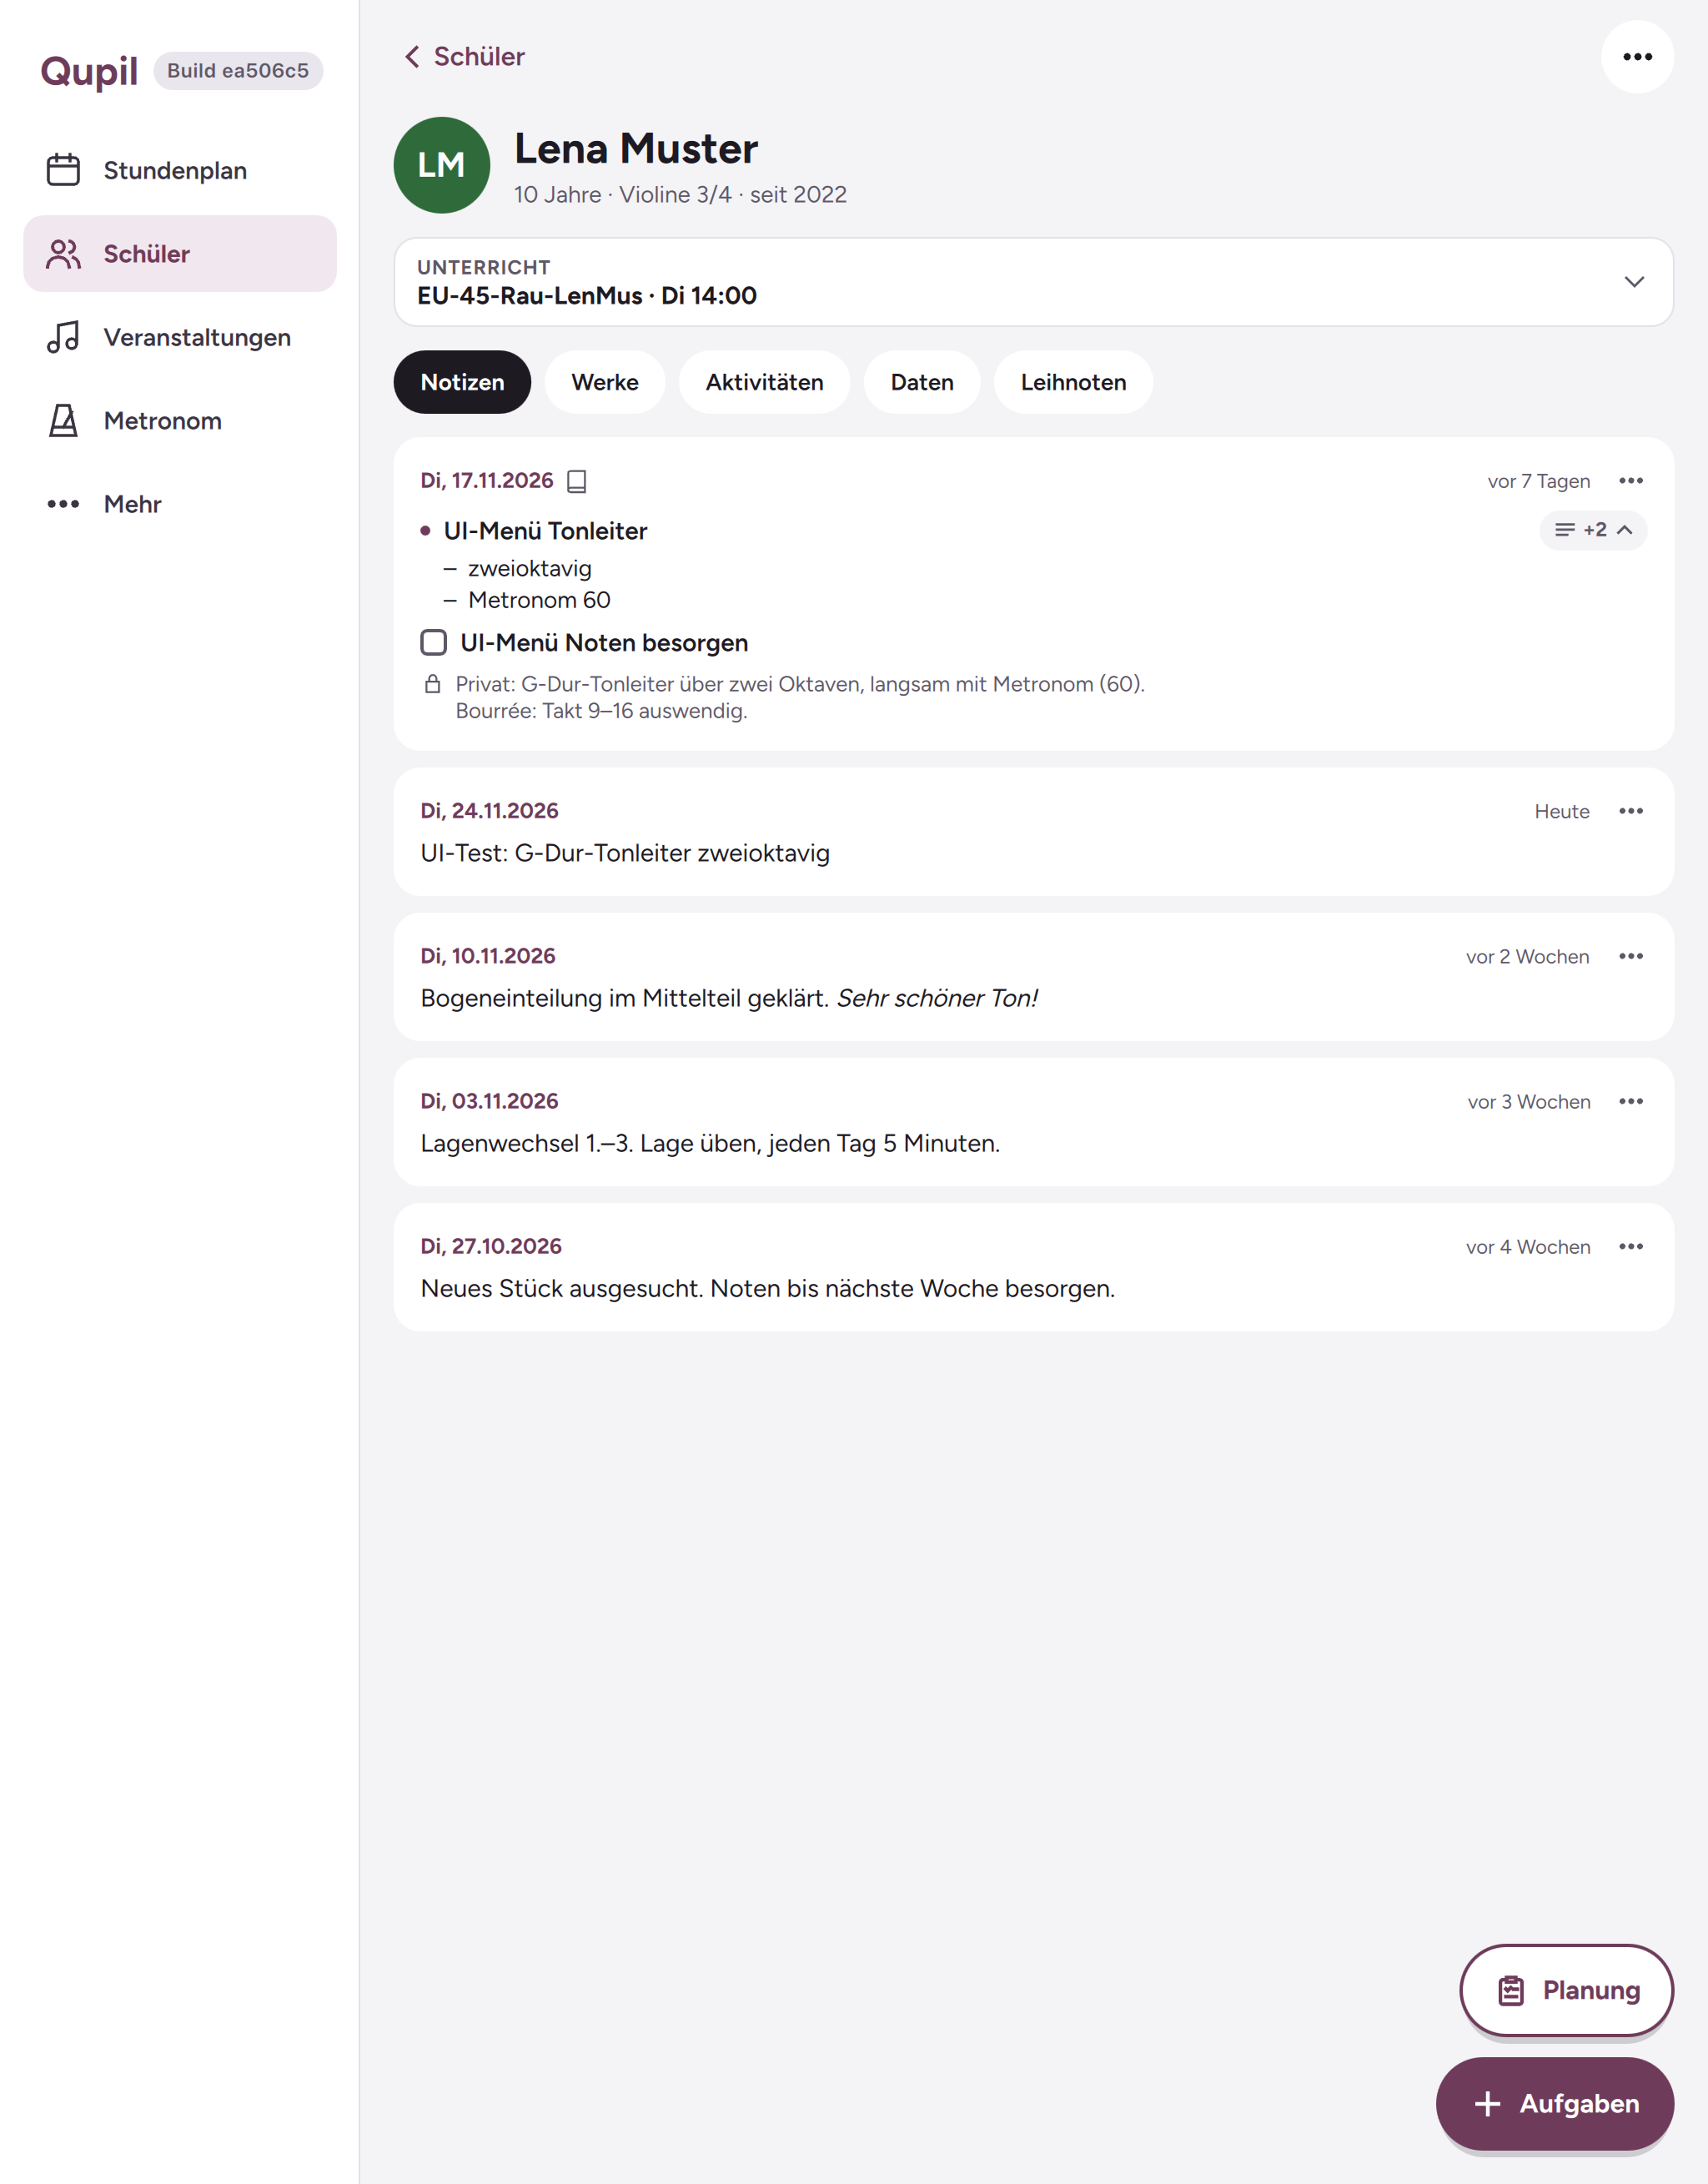 Qupil
Build ea506c5
Stundenplan
Schüler
Veranstaltungen
Metronom
Mehr
Schüler
LM
Lena Muster
10 Jahre · Violine 3/4 · seit 2022
UNTERRICHT
EU-45-Rau-LenMus · Di 14:00
Notizen
Werke
Aktivitäten
Daten
Leihnoten
Di, 17.11.2026
vor 7 Tagen
UI-Menü Tonleiter
+2
– zweioktavig
– Metronom 60
UI-Menü Noten besorgen
Privat: G-Dur-Tonleiter über zwei Oktaven, langsam mit Metronom (60).
Bourrée: Takt 9–16 auswendig.
Di, 24.11.2026
Heute
UI-Test: G-Dur-Tonleiter zweioktavig
Di, 10.11.2026
vor 2 Wochen
Bogeneinteilung im Mittelteil geklärt. Sehr schöner Ton!
Di, 03.11.2026
vor 3 Wochen
Lagenwechsel 1.–3. Lage üben, jeden Tag 5 Minuten.
Di, 27.10.2026
vor 4 Wochen
Neues Stück ausgesucht. Noten bis nächste Woche besorgen.
Planung
Aufgaben